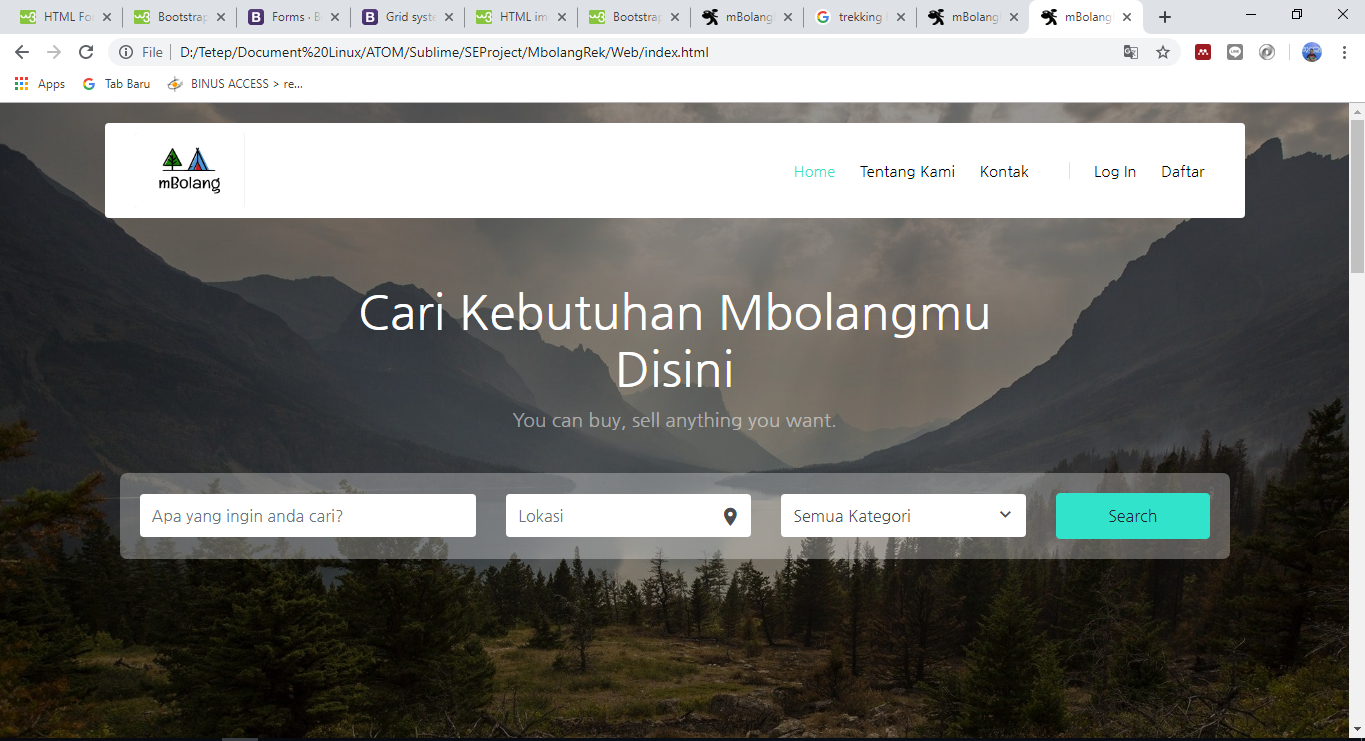 HTML Fo
Bootstrap
Forms · B
Grid syste
HTML im
Bootstrap
mBolang
trekking
mBolang
mBolang
File
D:/Tetep/Document%20Linux/ATOM/Sublime/SEProject/MbolangRek/Web/index.html
Apps
Tab Baru
BINUS ACCESS > re...
mBolang
Home
Tentang Kami
Kontak
Log In
Daftar
Cari Kebutuhan Mbolangmu
Disini
You can buy, sell anything you want.
Apa yang ingin anda cari?
Lokasi
Semua Kategori
Search